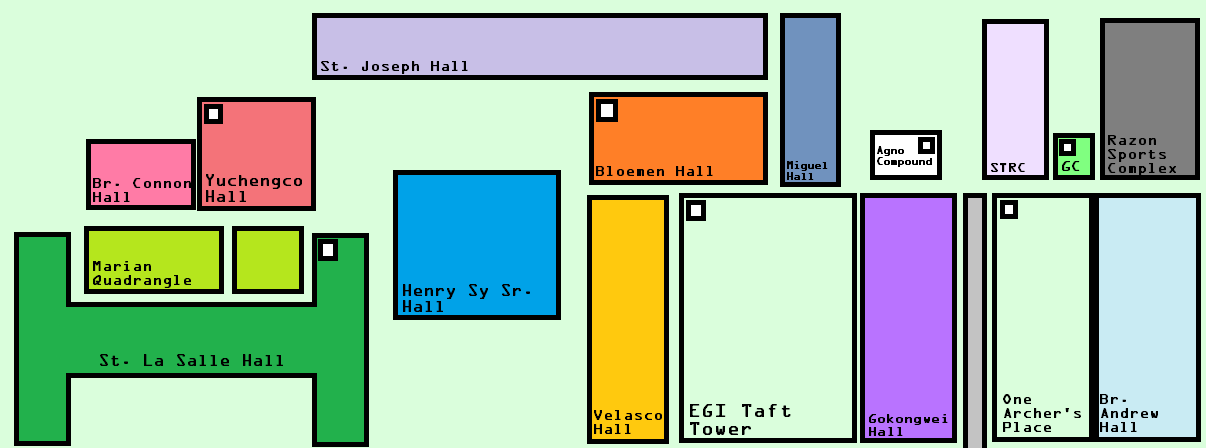 St. Joseph Hall
Br. Connon
Hall
Yuchengco
Hall
Bloemen Hall
Miguel
Hall
Agno
Compound
STRC
GC
Razon
Sports
Complex
Marian
Quadrangle
Henry Sy Sr.
Hall
St. La Salle Hall
Velasco
Hall
EGI Taft
Tower
Gokongwei
Hall
One
Archer's
Place
Br.
Andrew
Hall